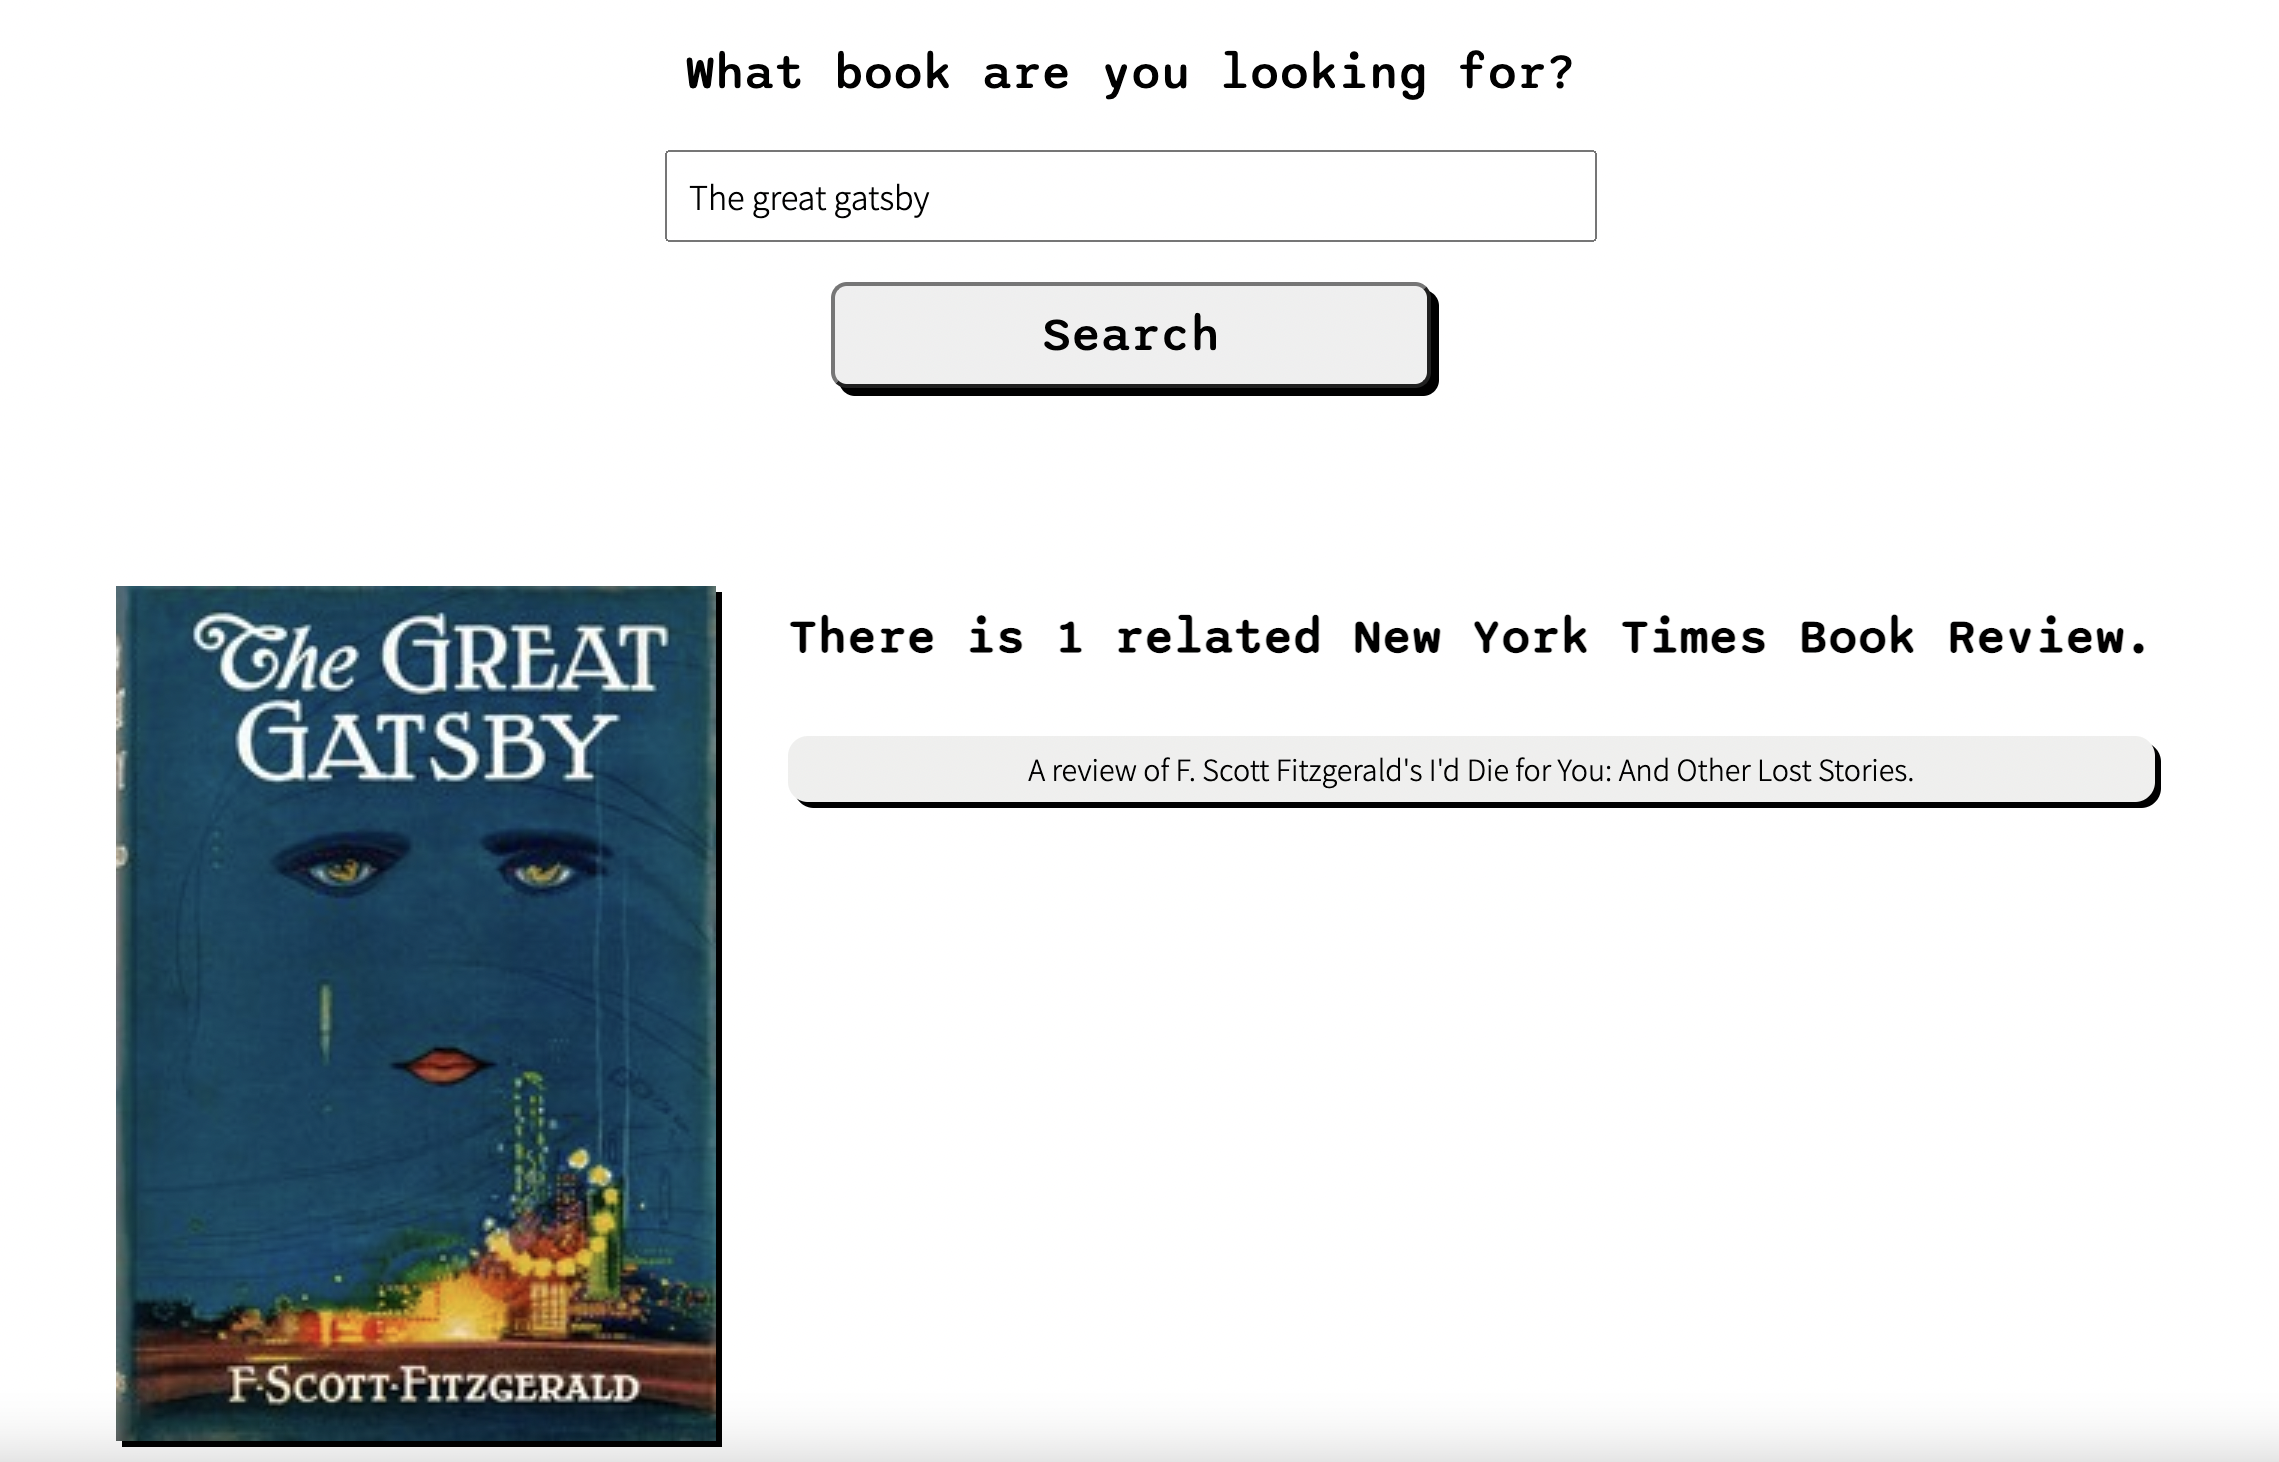 What book are you looking for?
The great gatsby
Search
The GREAT
GATSBY
F·SCOTT·FITZGERALD
There is 1 related New York Times Book Review.
A review of F. Scott Fitzgerald's I'd Die for You: And Other Lost Stories.